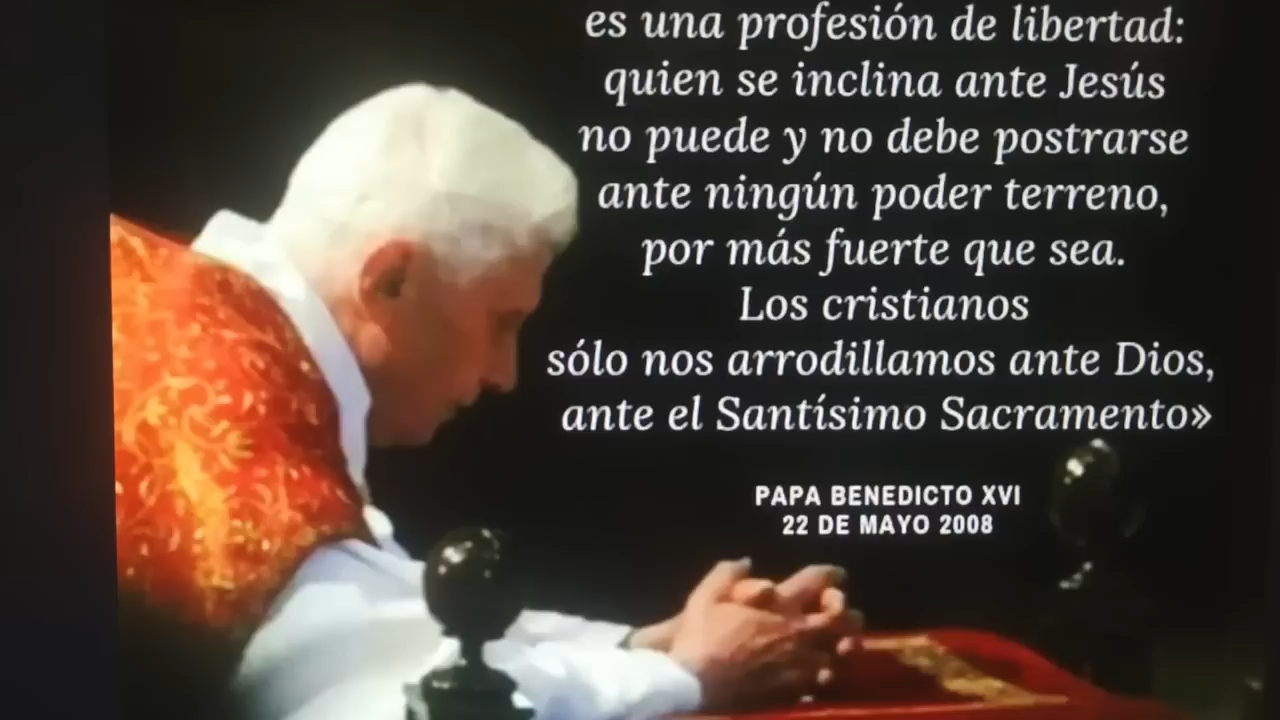 es una profesión de libertad:
quien se inclina ante Jesús
no puede y no debe postrarse
ante ningún poder terreno,
por más fuerte que sea.
Los cristianos
sólo nos arrodillamos ante Dios,
ante el Santísimo Sacramento»
PAPA BENEDICTO XVI
22 DE MAYO 2008